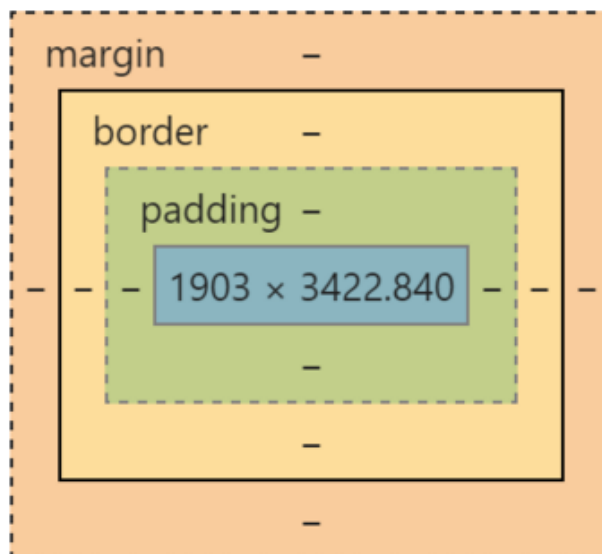 margin –
border –
padding –
– – – 1903 × 3422.840 – – –
–
–
–